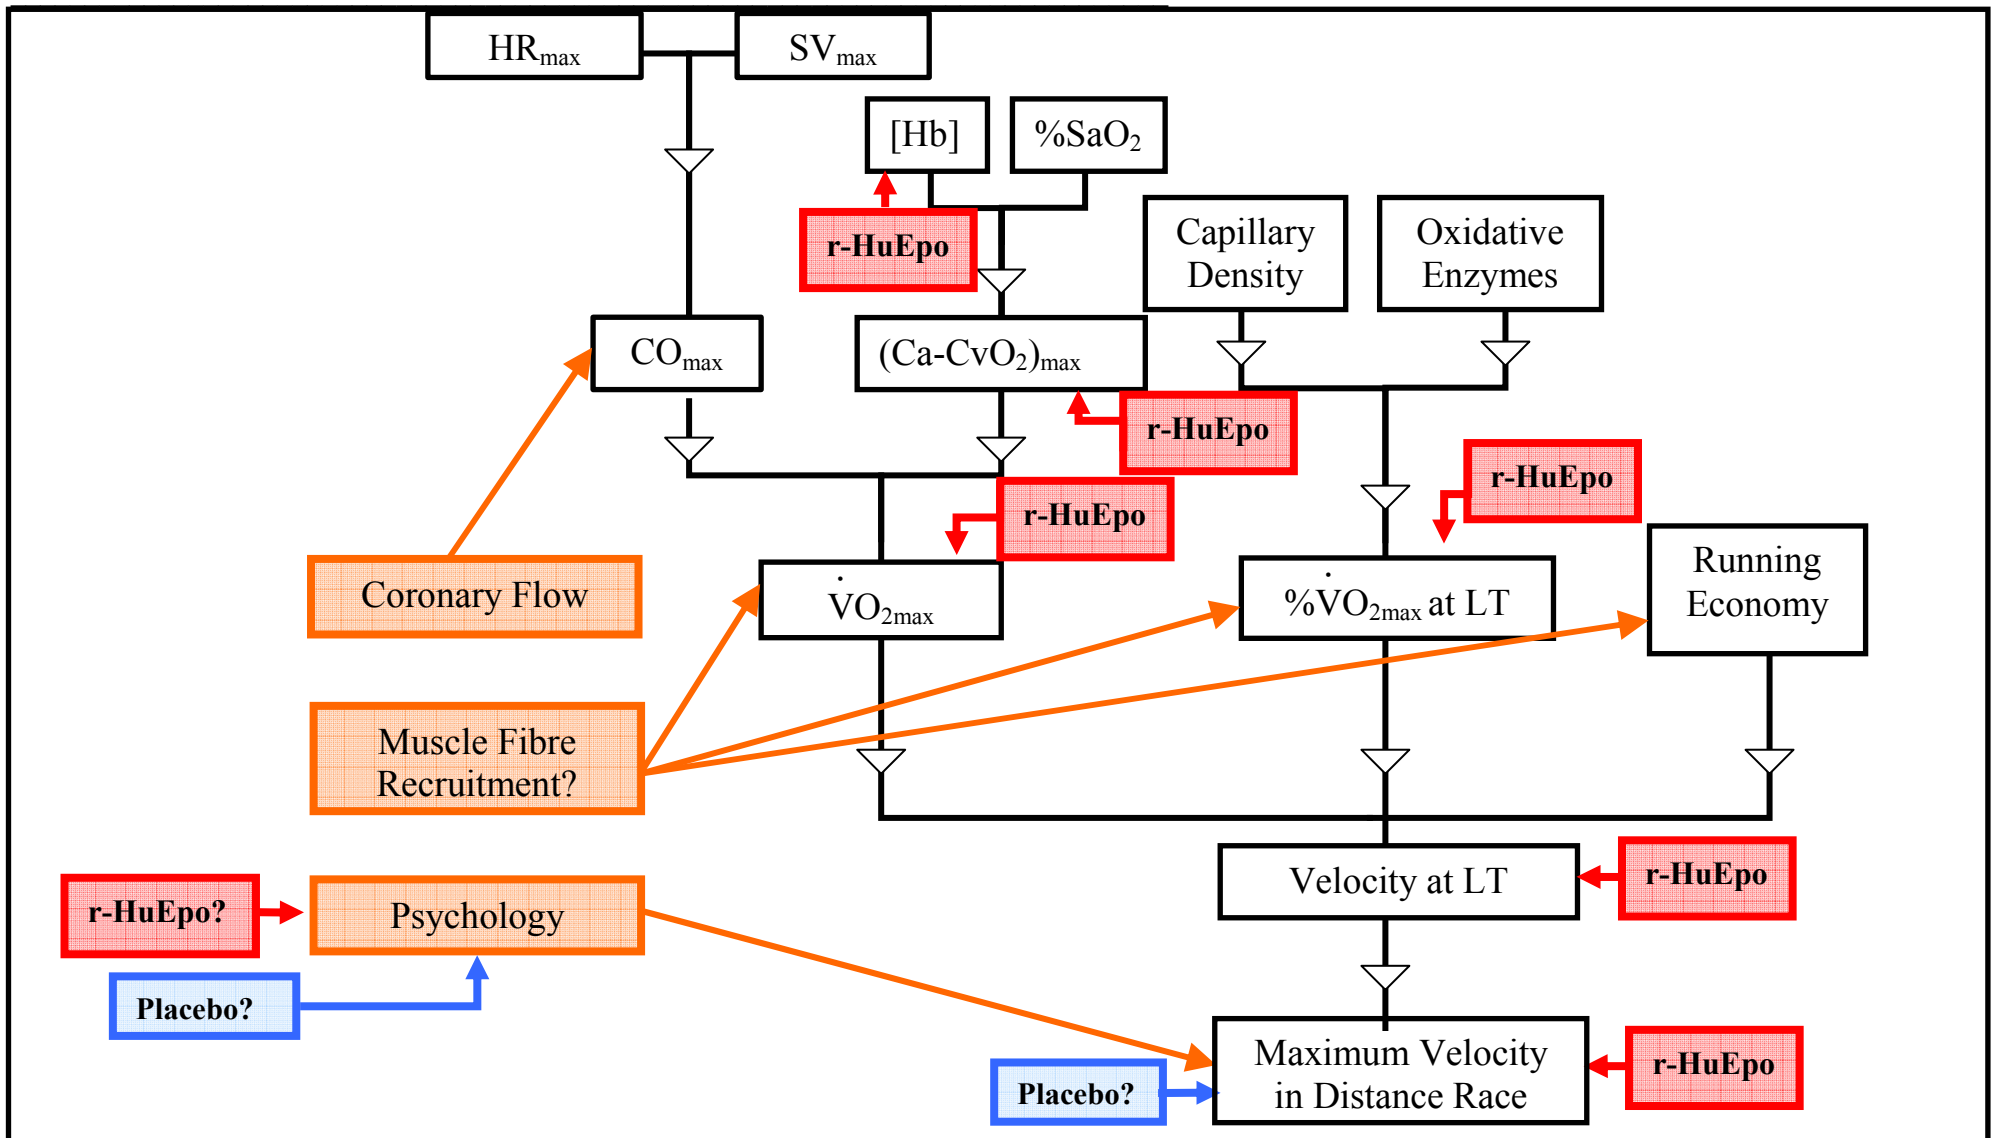 HRmax
SVmax
[Hb]
%SaO2
r-HuEpo
Capillary
Density
Oxidative
Enzymes
COmax
(Ca-CvO2)max
r-HuEpo
r-HuEpo
r-HuEpo
Coronary Flow
V̇O2max
%V̇O2max at LT
Running
Economy
Muscle Fibre
Recruitment?
Velocity at LT
r-HuEpo
r-HuEpo?
Psychology
Placebo?
Maximum Velocity
in Distance Race
r-HuEpo
Placebo?